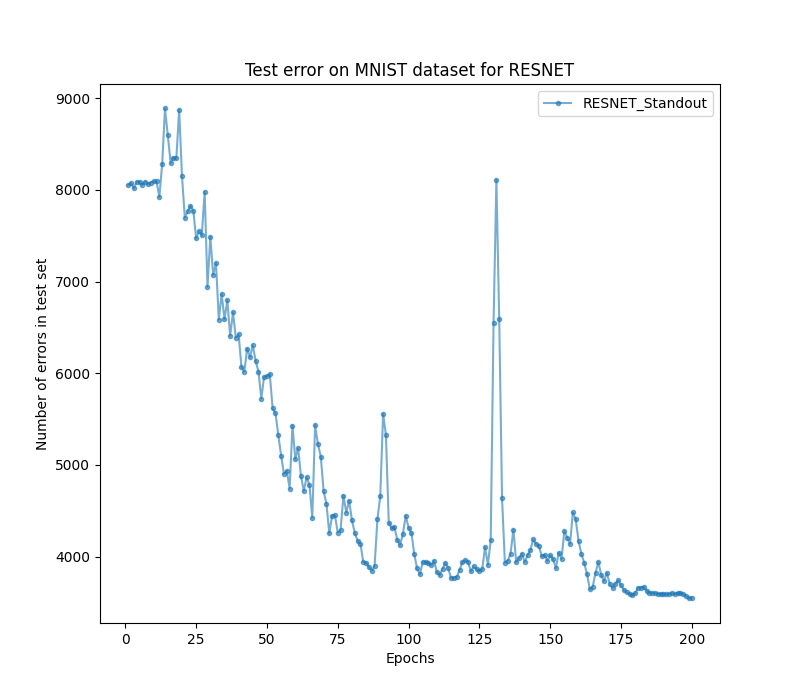 Test error on MNIST dataset for RESNET
RESNET_Standout
Number of errors in test set
9000
8000
7000
6000
5000
4000
0 25 50 75 100 125 150 175 200
Epochs